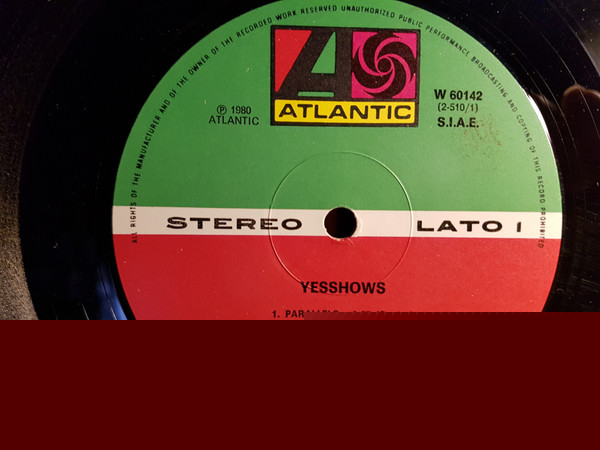 ALL RIGHTS OF THE MANUFACTURER AND OF THE OWNER OF THE RECORDED WORK RESERVED UNAUTHORIZED PUBLIC PERFORMANCE BROADCASTING AND COPYING OF THIS RECORD PROHIBITED
ATLANTIC
℗ 1980
ATLANTIC
W 60142
(2-510/1)
S.I.A.E.
STEREO LATO 1
YESSHOWS
1.